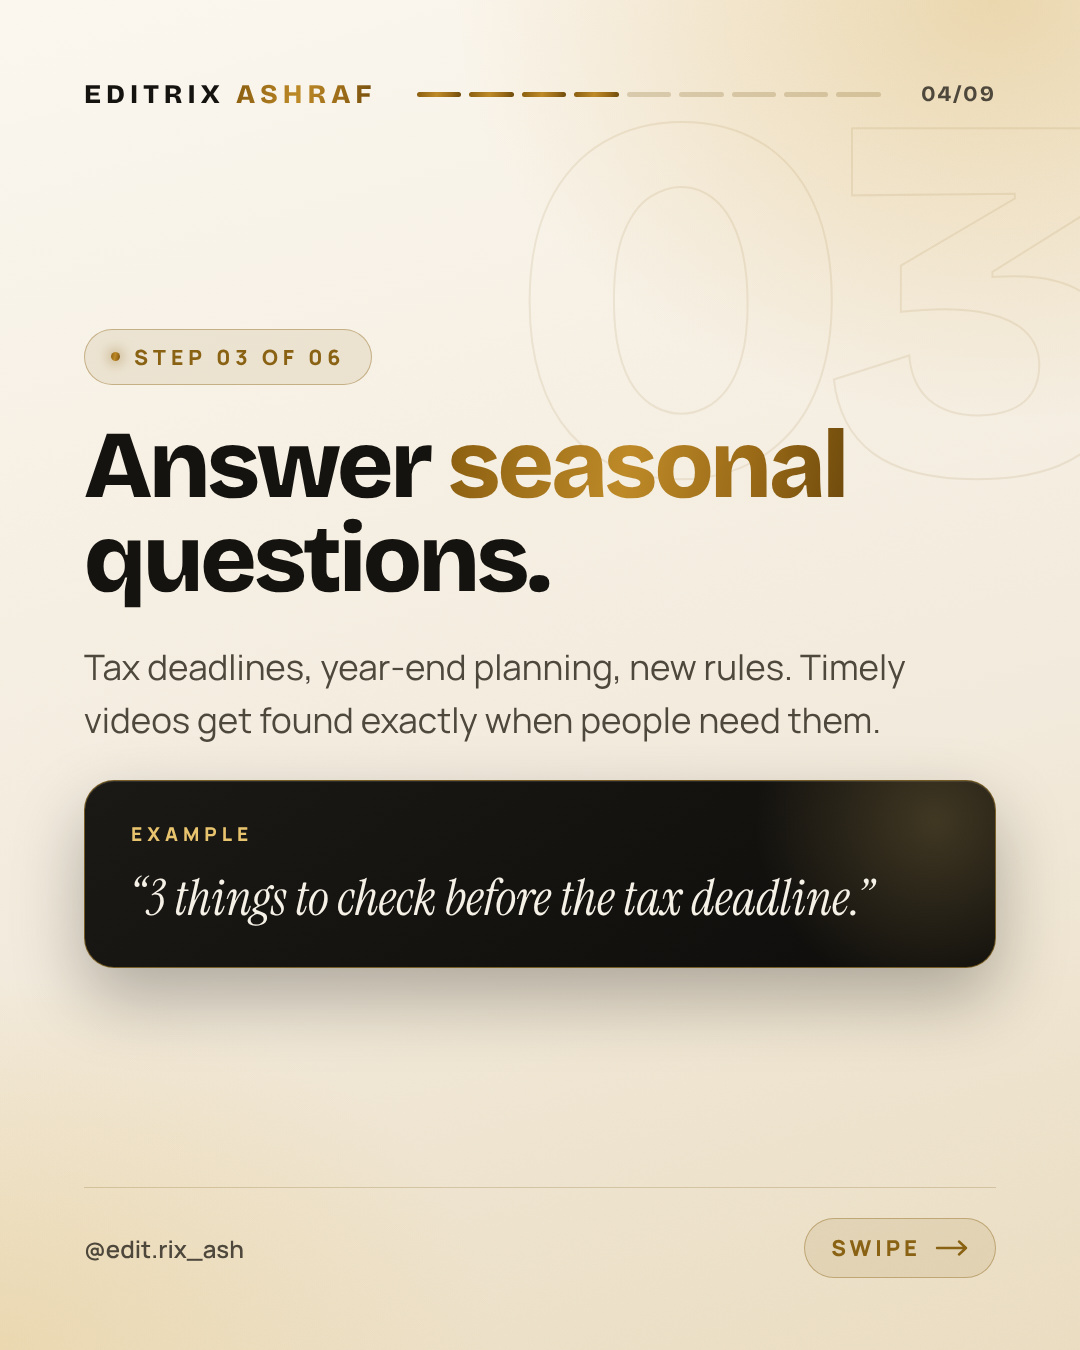 EDITRIX ASHRAF
04/09
03
STEP 03 OF 06
Answer seasonal
questions.
Tax deadlines, year-end planning, new rules. Timely
videos get found exactly when people need them.
EXAMPLE
“3 things to check before the tax deadline.”
@edit.rix_ash
SWIPE →